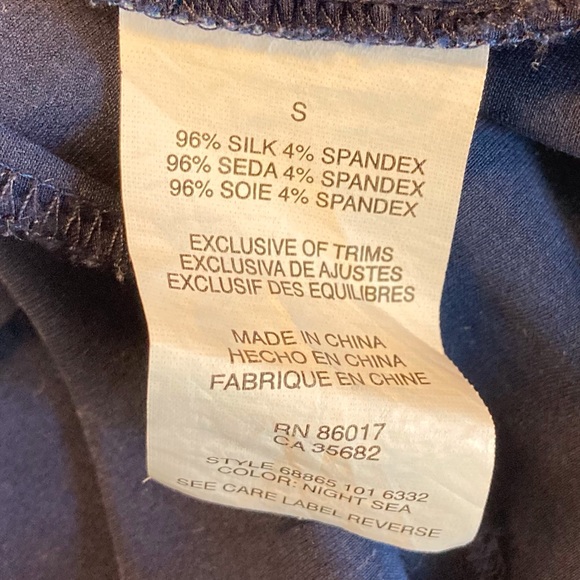 S
96% SILK 4% SPANDEX
96% SEDA 4% SPANDEX
96% SOIE 4% SPANDEX
EXCLUSIVE OF TRIMS
EXCLUSIVA DE AJUSTES
EXCLUSIF DES EQUILIBRES
MADE IN CHINA
HECHO EN CHINA
FABRIQUE EN CHINE
RN 86017
CA 35682
STYLE 68865 101 6332
COLOR: NIGHT SEA
SEE CARE LABEL REVERSE